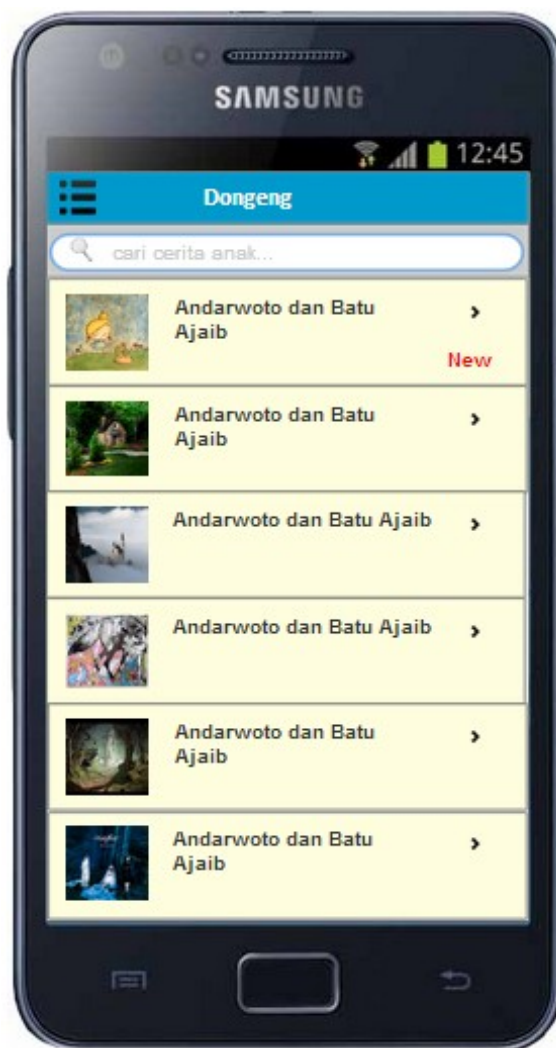 SAMSUNG
12:45
Dongeng
cari cerita anak...
Andarwoto dan Batu
Ajaib
New
Andarwoto dan Batu
Ajaib
Andarwoto dan Batu Ajaib
Andarwoto dan Batu Ajaib
Andarwoto dan Batu
Ajaib
Andarwoto dan Batu
Ajaib